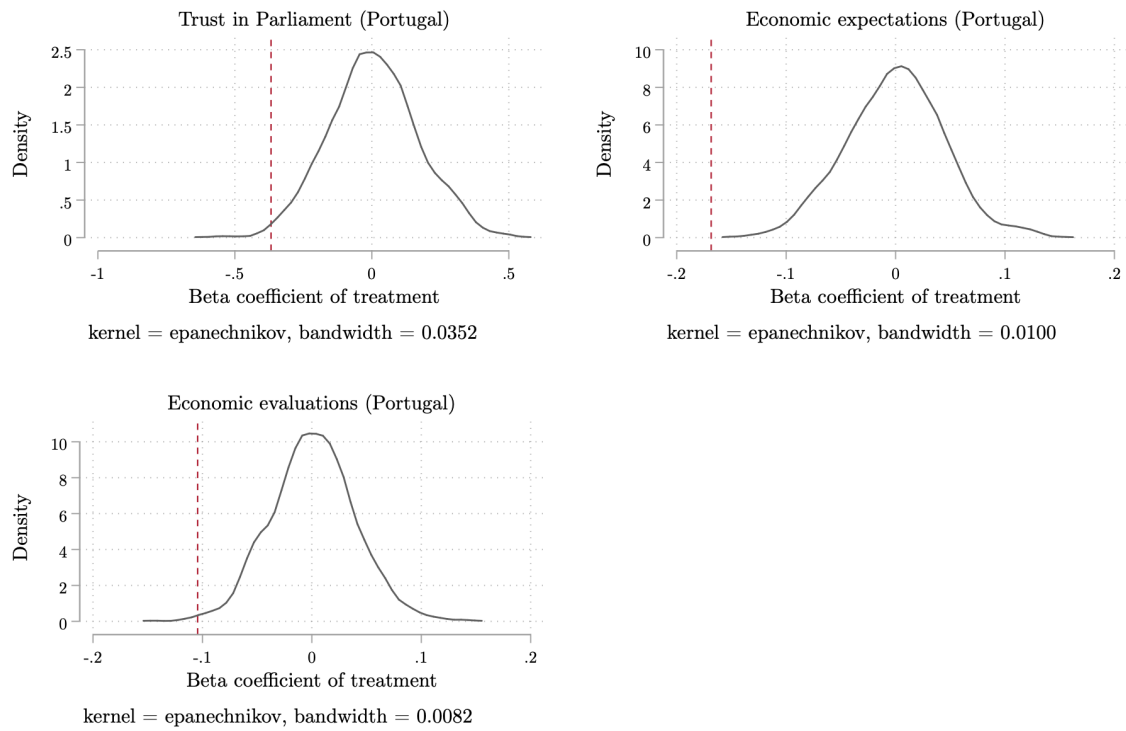 Trust in Parliament (Portugal)
2.5
2
1.5
1
.5
0
Density
-1
-.5
0
.5
Beta coefficient of treatment
kernel = epanechnikov, bandwidth = 0.0352
Economic expectations (Portugal)
10
8
6
4
2
0
Density
-.2
-.1
0
.1
.2
Beta coefficient of treatment
kernel = epanechnikov, bandwidth = 0.0100
Economic evaluations (Portugal)
10
8
6
4
2
0
Density
-.2
-.1
0
.1
.2
Beta coefficient of treatment
kernel = epanechnikov, bandwidth = 0.0082